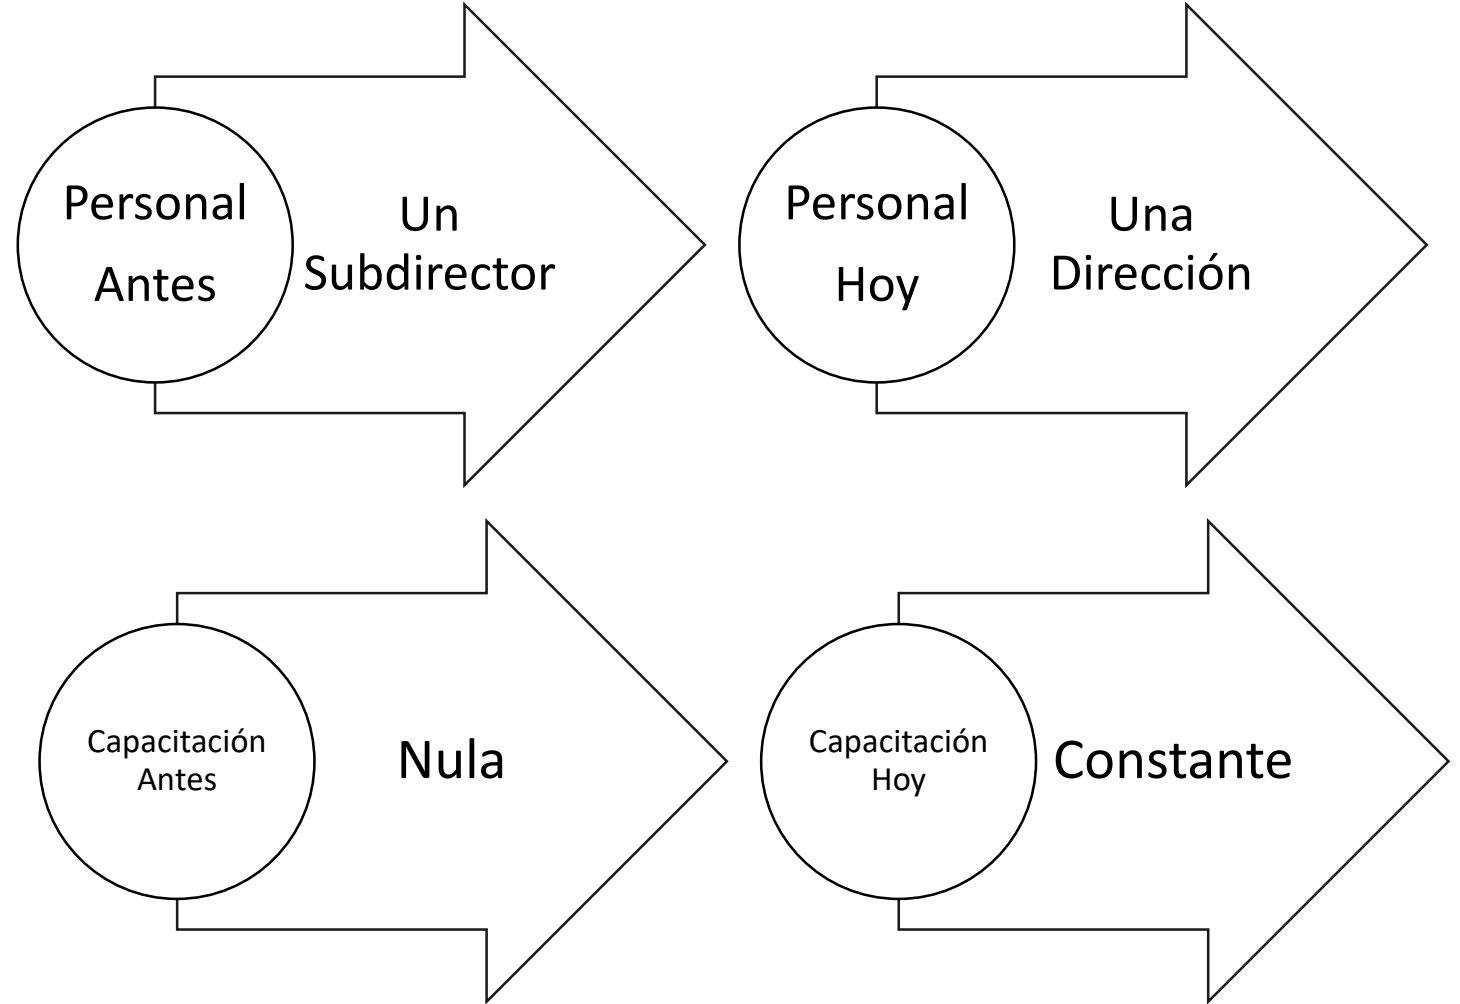 Personal
Antes
Un
Subdirector
Personal
Hoy
Una
Dirección
Capacitación
Antes
Nula
Capacitación
Hoy
Constante